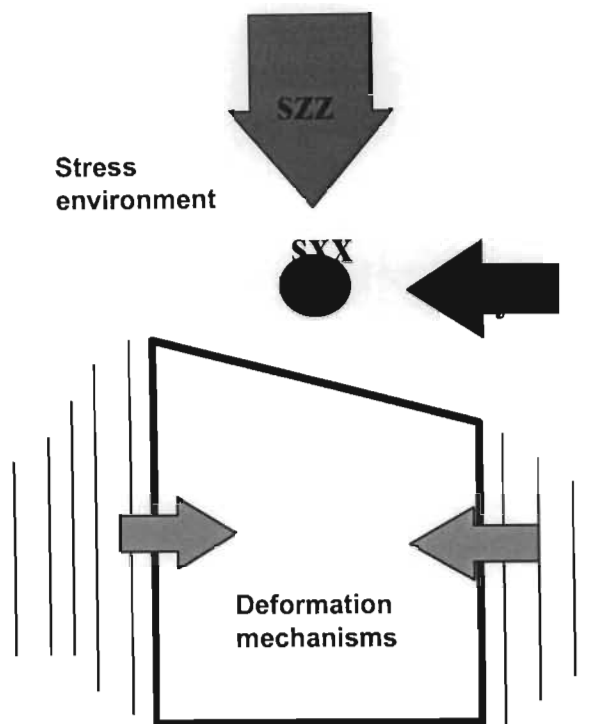 SZZ
Stress
environment
SXX
Deformation
mechanisms